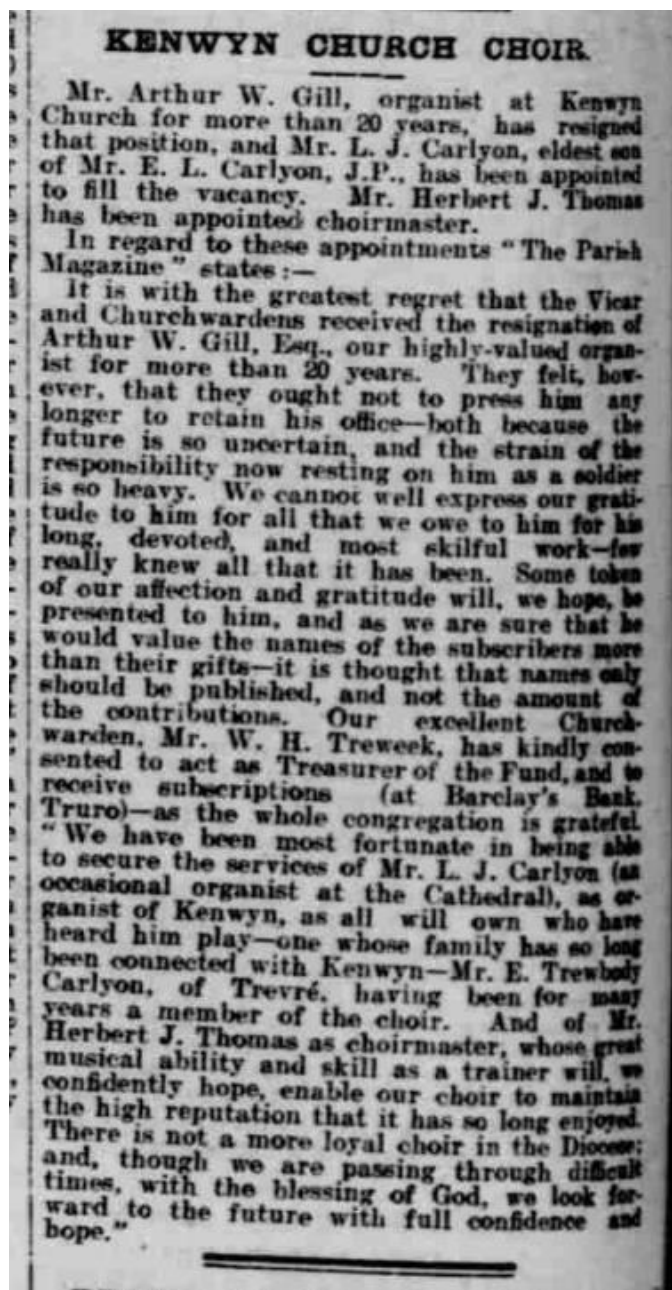 KENWYN CHURCH CHOIR.
Mr. Arthur W. Gill, organist at Kenwyn
Church for more than 20 years, has resigned
that position, and Mr. L. J. Carlyon, eldest son
of Mr. E. L. Carlyon, J.P., has been appointed
to fill the vacancy. Mr. Herbert J. Thomas
has been appointed choirmaster.
In regard to these appointments "The Parish
Magazine" states:—
It is with the greatest regret that the Vicar
and Churchwardens received the resignation of
Arthur W. Gill, Esq., our highly-valued organ-
ist for more than 20 years. They felt, how-
ever, that they ought not to press him any
longer to retain his office—both because the
future is so uncertain, and the strain of the
responsibility now resting on him as a soldier
is so heavy. We cannot well express our grati-
tude to him for all that we owe to him for his
long, devoted, and most skilful work—few
really knew all that it has been. Some token
of our affection and gratitude will, we hope, be
presented to him, and as we are sure that he
would value the names of the subscribers more
than their gifts—it is thought that names only
should be published, and not the amount of
the contributions. Our excellent Church-
warden, Mr. W. H. Treweek, has kindly con-
sented to act as Treasurer of the Fund, and to
receive subscriptions (at Barclay's Bank,
Truro)—as the whole congregation is grateful.
"We have been most fortunate in being able
to secure the services of Mr. L. J. Carlyon (as
occasional organist at the Cathedral), as or-
ganist of Kenwyn, as all will own who have
heard him play—one whose family has so long
been connected with Kenwyn—Mr. E. Trewbody
Carlyon, of Trevré, having been for many
years a member of the choir. And of Mr.
Herbert J. Thomas as choirmaster, whose great
musical ability and skill as a trainer will, we
confidently hope, enable our choir to maintain
the high reputation that it has so long enjoyed.
There is not a more loyal choir in the Diocese;
and, though we are passing through difficult
times, with the blessing of God, we look for-
ward to the future with full confidence and
hope."